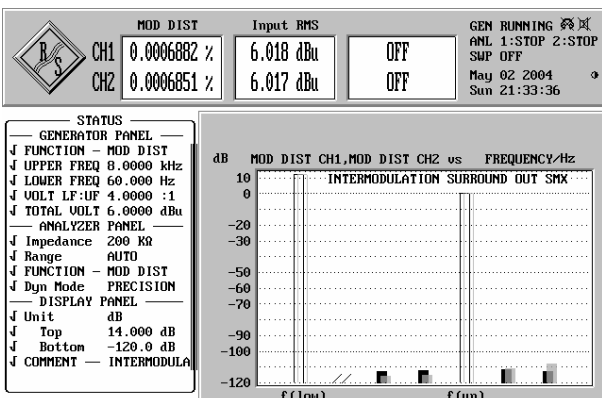 MOD DIST Input RMS
R&S
CH1 0.0006882 % 6.018 dBu OFF
CH2 0.0006851 % 6.017 dBu OFF
GEN RUNNING
ANL 1:STOP 2:STOP
SWP OFF
May 02 2004
Sun 21:33:36
STATUS
GENERATOR PANEL
√ FUNCTION – MOD DIST
√ UPPER FREQ 8.0000 kHz
√ LOWER FREQ 60.000 Hz
√ VOLT LF:UF 4.0000 :1
√ TOTAL VOLT 6.0000 dBu
ANALYZER PANEL
√ Impedance 200 KΩ
√ Range AUTO
√ FUNCTION – MOD DIST
√ Dyn Mode PRECISION
DISPLAY PANEL
√ Unit dB
√ Top 14.000 dB
√ Bottom -120.0 dB
√ COMMENT — INTERMODULA
dB MOD DIST CH1,MOD DIST CH2 vs FREQUENCY/Hz
INTERMODULATION SURROUND OUT SMX
10
0
-20
-30
-50
-60
-70
-90
-100
-120
f(low) f(up)